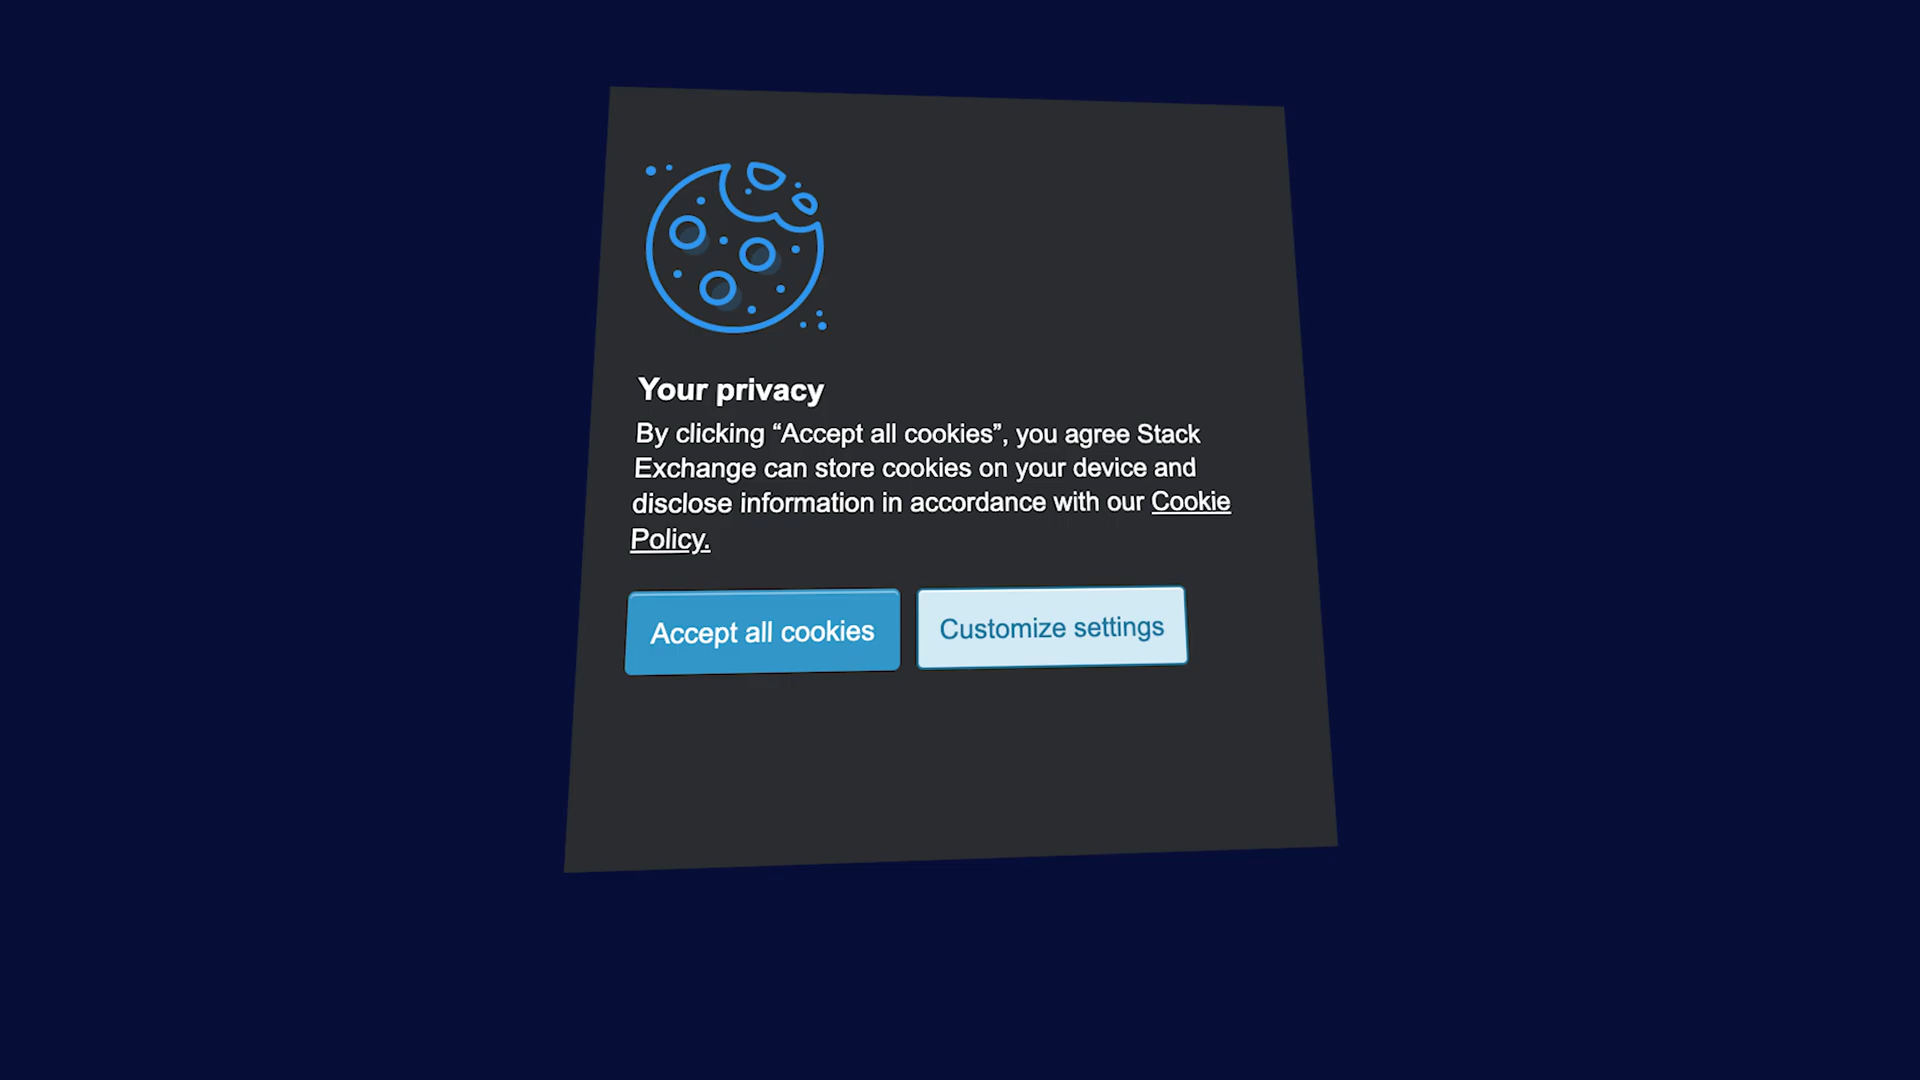 Your privacy
By clicking “Accept all cookies”, you agree Stack
Exchange can store cookies on your device and
disclose information in accordance with our Cookie
Policy.
Accept all cookies
Customize settings